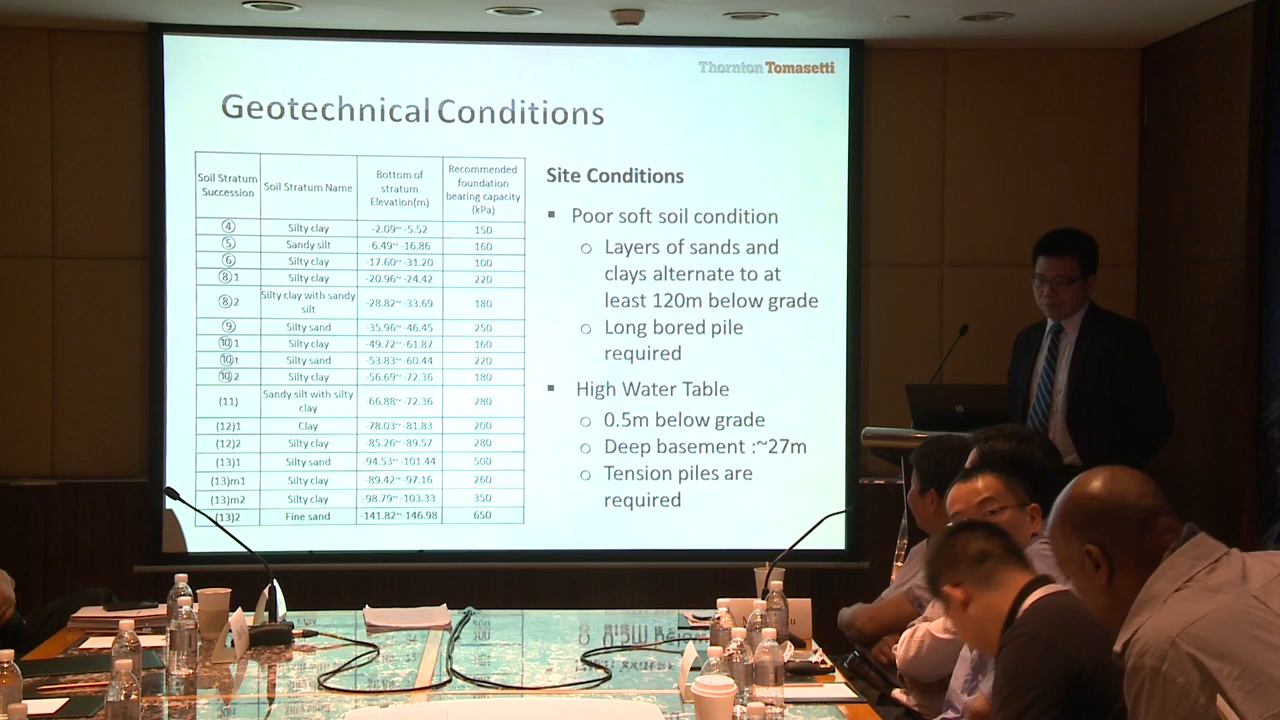 Thornton Tomasetti
Geotechnical Conditions
Soil Stratum Succession Soil Stratum Name Bottom of stratum Elevation(m) Recommended foundation bearing capacity (kPa)
④ Silty clay -2.09~ -5.52 150
⑤ Sandy silt -6.49~ -16.86 160
⑥ Silty clay -17.60~ -31.20 100
⑧1 Silty clay -20.96~ -24.42 220
⑧2 Silty clay with sandy silt -28.82~ -33.69 180
⑨ Silty sand -35.96~ -46.45 250
⑩1 Silty clay -49.72~ -61.87 160
⑩t Silty sand -53.83~ -60.44 220
⑩2 Silty clay -56.69~ -72.36 180
(11) Sandy silt with silty clay -66.88~ -72.36 280
(12)1 Clay -78.03~ -81.83 200
(12)2 Silty clay -85.26~ -89.57 280
(13)1 Silty sand -94.53~ -101.44 500
(13)m1 Silty clay -89.42~ -97.16 260
(13)m2 Silty clay -98.79~ -103.33 350
(13)2 Fine sand -141.82~ -146.98 650
Site Conditions
▪ Poor soft soil condition
o Layers of sands and
clays alternate to at
least 120m below grade
o Long bored pile
required
▪ High Water Table
o 0.5m below grade
o Deep basement :~27m
o Tension piles are
required